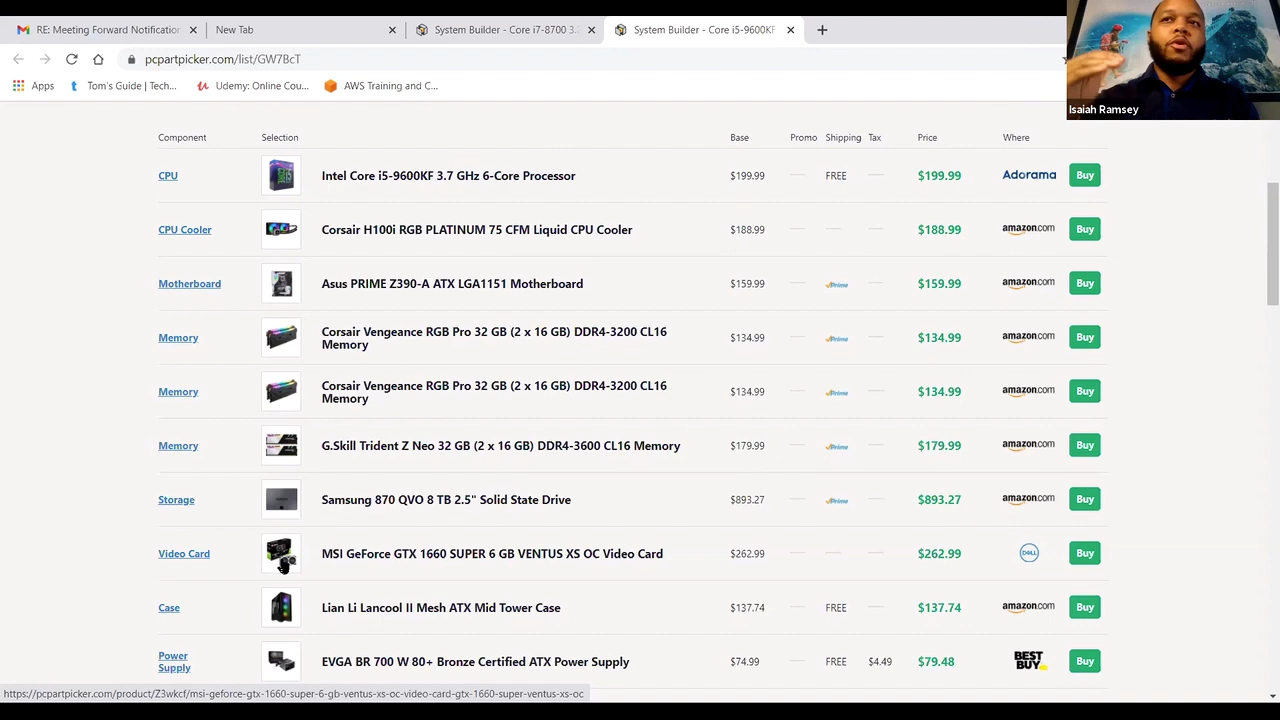 RE: Meeting Forward Notification
New Tab
System Builder - Core i7-8700 3.
System Builder - Core i5-9600KF
pcpartpicker.com/list/GW7BcT
Apps
Tom's Guide | Tech...
Udemy: Online Cou...
AWS Training and C...
Isaiah Ramsey
Component Selection Base Promo Shipping Tax Price Where
CPU Intel Core i5-9600KF 3.7 GHz 6-Core Processor $199.99 FREE $199.99 Adorama Buy
CPU Cooler Corsair H100i RGB PLATINUM 75 CFM Liquid CPU Cooler $188.99 $188.99 amazon.com Buy
Motherboard Asus PRIME Z390-A ATX LGA1151 Motherboard $159.99 Prime $159.99 amazon.com Buy
Memory Corsair Vengeance RGB Pro 32 GB (2 x 16 GB) DDR4-3200 CL16
Memory $134.99 Prime $134.99 amazon.com Buy
Memory Corsair Vengeance RGB Pro 32 GB (2 x 16 GB) DDR4-3200 CL16
Memory $134.99 Prime $134.99 amazon.com Buy
Memory G.Skill Trident Z Neo 32 GB (2 x 16 GB) DDR4-3600 CL16 Memory $179.99 Prime $179.99 amazon.com Buy
Storage Samsung 870 QVO 8 TB 2.5" Solid State Drive $893.27 Prime $893.27 amazon.com Buy
Video Card MSI GeForce GTX 1660 SUPER 6 GB VENTUS XS OC Video Card $262.99 $262.99 DELL Buy
Case Lian Li Lancool II Mesh ATX Mid Tower Case $137.74 FREE $137.74 amazon.com Buy
Power
Supply EVGA BR 700 W 80+ Bronze Certified ATX Power Supply $74.99 FREE $4.49 $79.48 BEST BUY Buy
https://pcpartpicker.com/product/Z3wkcf/msi-geforce-gtx-1660-super-6-gb-ventus-xs-oc-video-card-gtx-1660-super-ventus-xs-oc